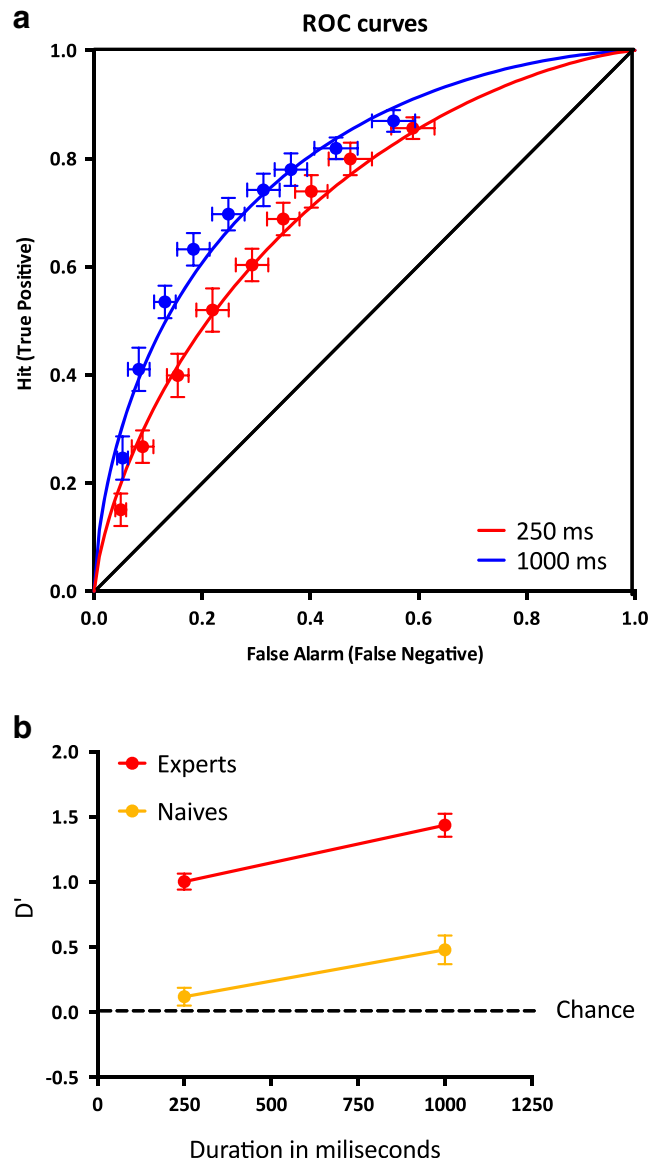 a
ROC curves
1.0
0.8
0.6
0.4
0.2
0.0
Hit (True Positive)
250 ms
1000 ms
0.0 0.2 0.4 0.6 0.8 1.0
False Alarm (False Negative)
b
2.0
1.5
1.0
0.5
0.0
-0.5
D'
Experts
Naives
Chance
0 250 500 750 1000 1250
Duration in miliseconds